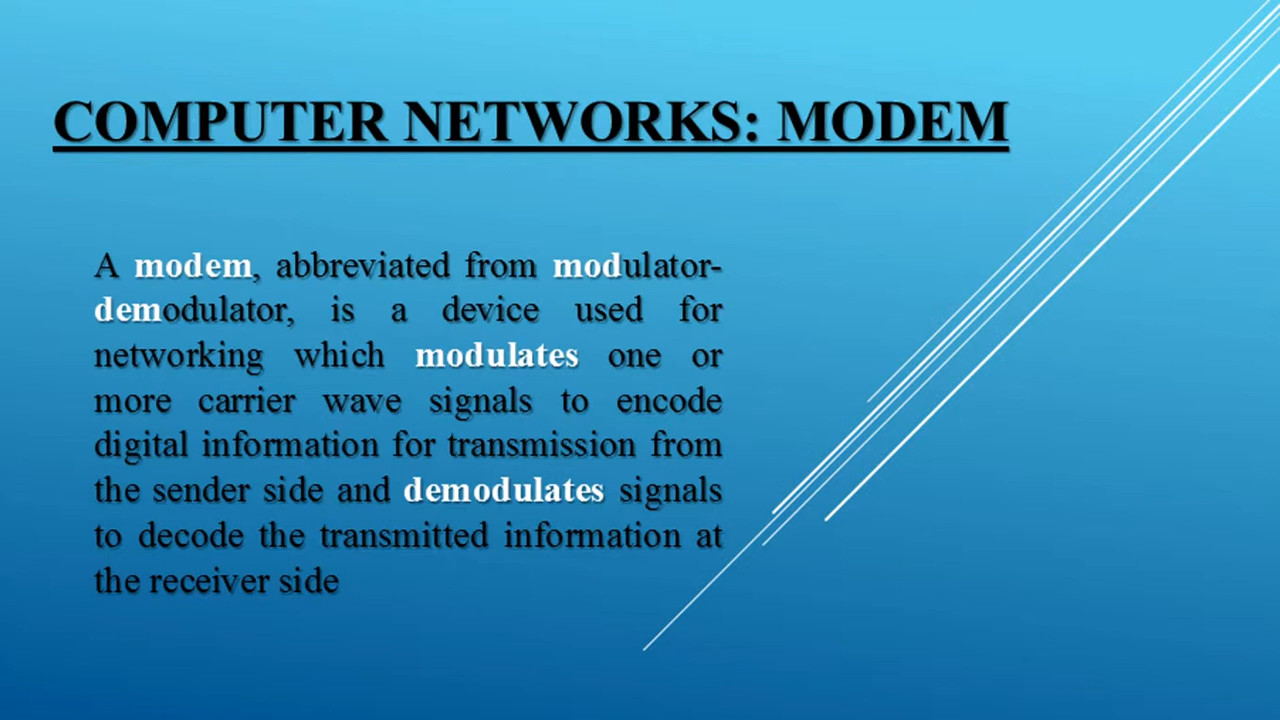 COMPUTER NETWORKS: MODEM
A modem, abbreviated from modulator-
demodulator, is a device used for
networking which modulates one or
more carrier wave signals to encode
digital information for transmission from
the sender side and demodulates signals
to decode the transmitted information at
the receiver side